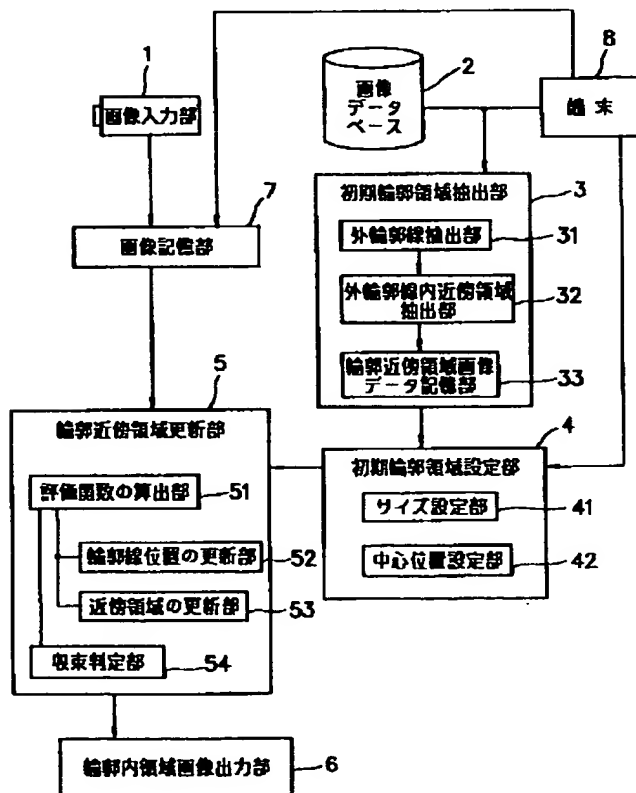 1
画像入力部
2
画像
データ
ベース
8
端末
7
画像記憶部
初期輪郭領域抽出部
3
外輪郭線抽出部
31
外輪郭線内近傍領域
抽出部
32
輪郭近傍領域画像
データ記憶部
33
5
輪郭近傍領域更新部
評価関数の算出部
51
輪郭線位置の更新部
52
近傍領域の更新部
53
収束判定部
54
4
初期輪郭領域設定部
サイズ設定部
41
中心位置設定部
42
輪郭内領域画像出力部
6